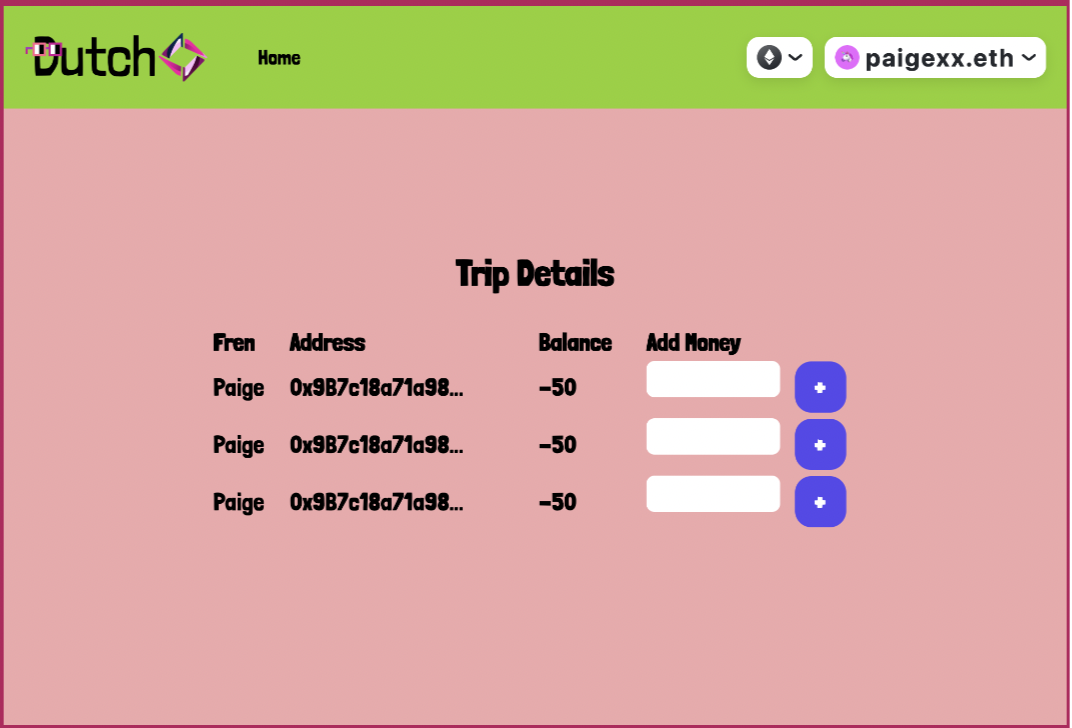 Dutch
Home
paigexx.eth
Trip Details
Fren Address Balance Add Money
Paige 0x9B7c18a71a98... -50 +
Paige 0x9B7c18a71a98... -50 +
Paige 0x9B7c18a71a98... -50 +